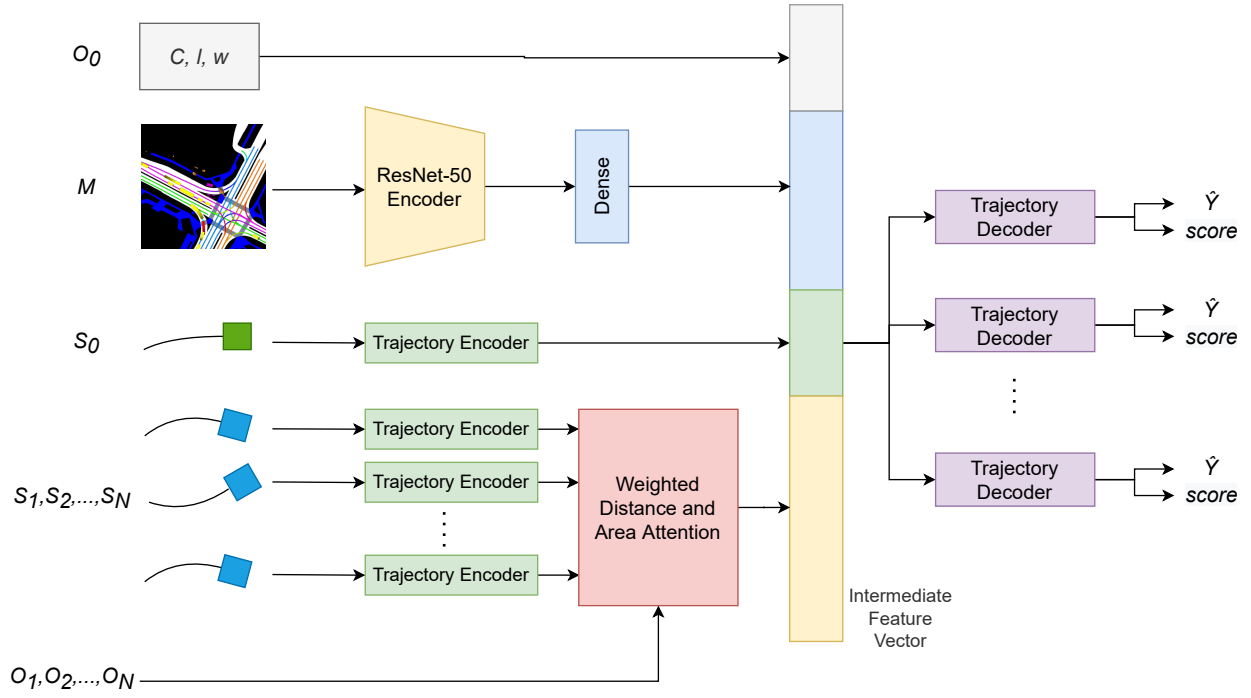 O0
C, l, w
M
ResNet-50
Encoder
Dense
S0
Trajectory Encoder
Trajectory Encoder
S1,S2,...,SN
Trajectory Encoder
Trajectory Encoder
Weighted
Distance and
Area Attention
O1,O2,...,ON
Intermediate
Feature
Vector
Trajectory
Decoder
Ŷ
score
Trajectory
Decoder
Ŷ
score
Trajectory
Decoder
Ŷ
score